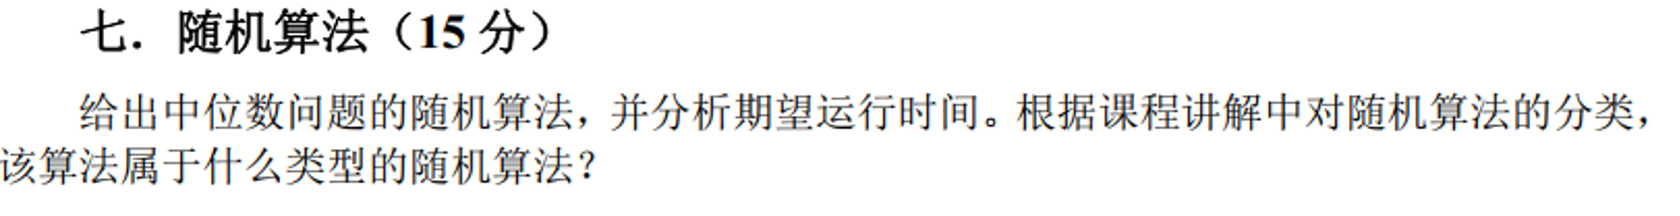 七．随机算法（15 分）
给出中位数问题的随机算法，并分析期望运行时间。根据课程讲解中对随机算法的分类，
该算法属于什么类型的随机算法？